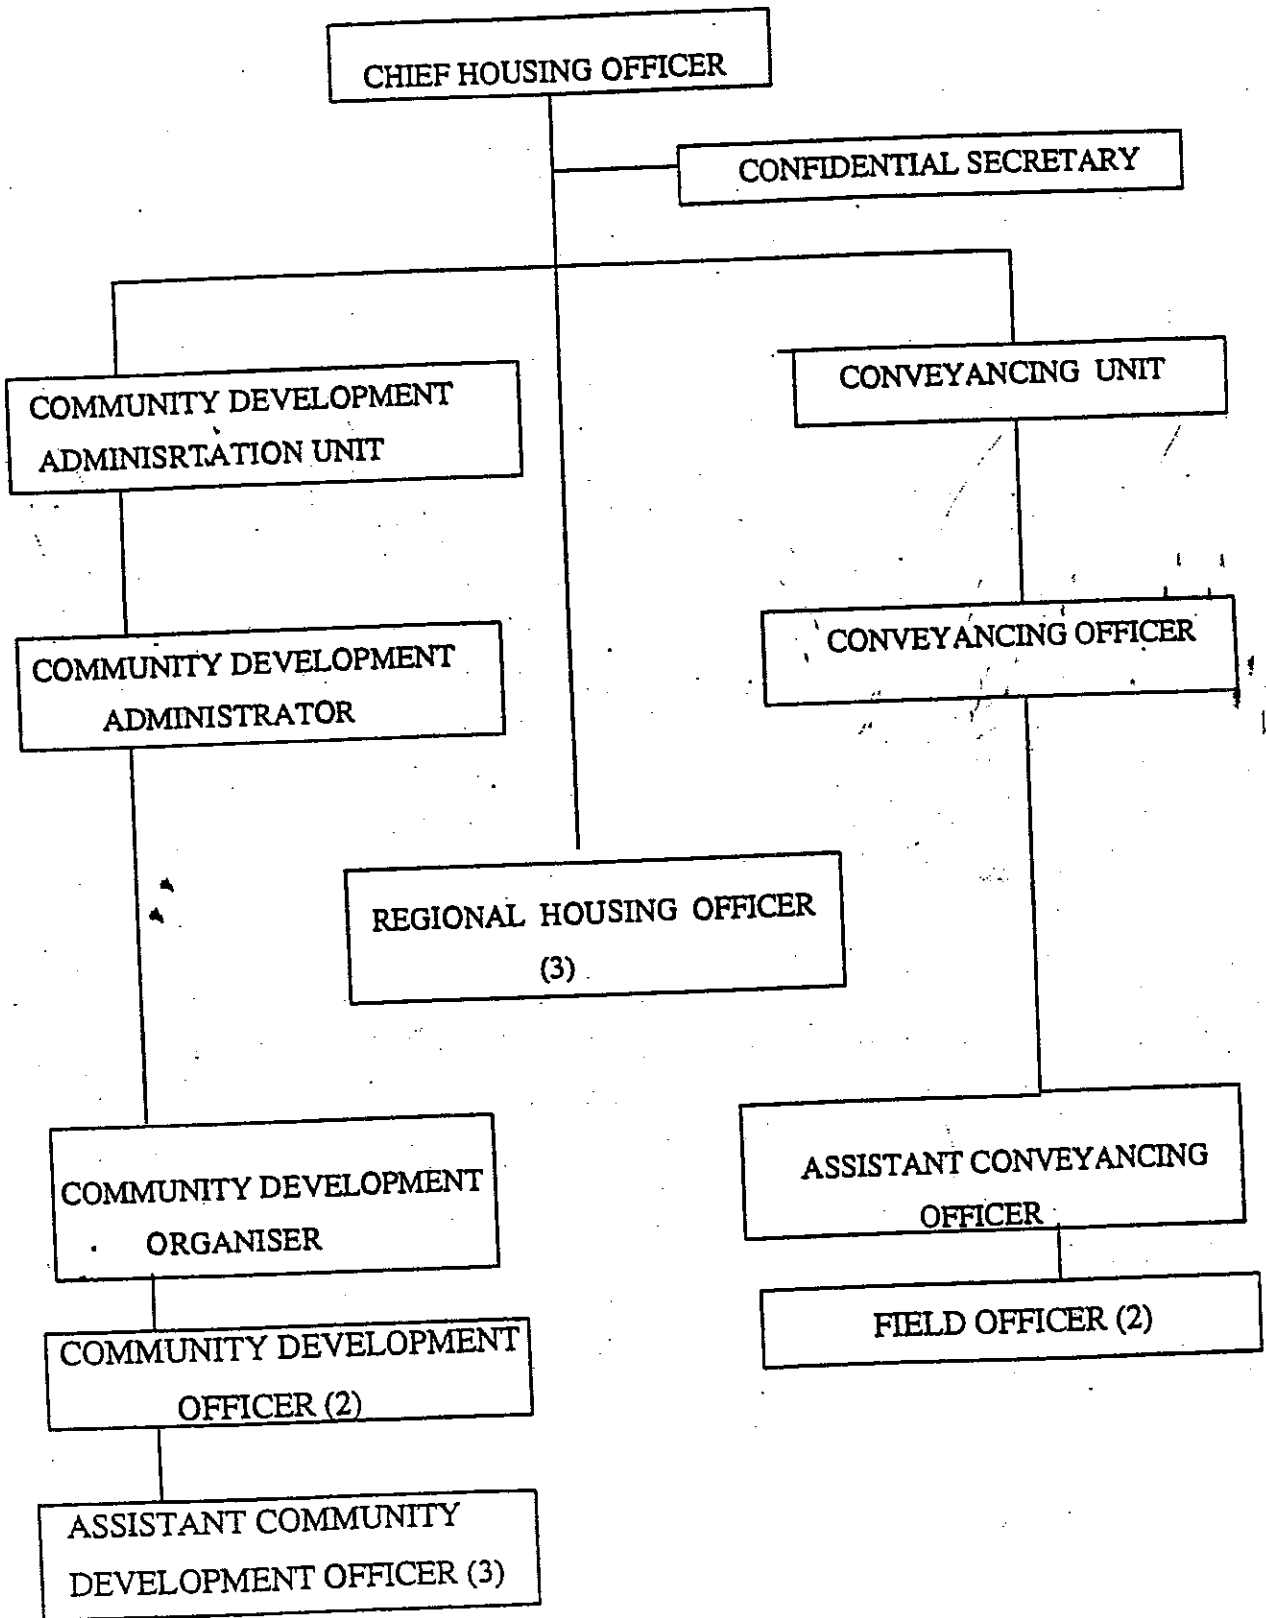 CHIEF HOUSING OFFICER
CONFIDENTIAL SECRETARY
COMMUNITY DEVELOPMENT
ADMINISRTATION UNIT
CONVEYANCING UNIT
COMMUNITY DEVELOPMENT
ADMINISTRATOR
CONVEYANCING OFFICER
REGIONAL HOUSING OFFICER
(3)
COMMUNITY DEVELOPMENT
ORGANISER
ASSISTANT CONVEYANCING
OFFICER
COMMUNITY DEVELOPMENT
OFFICER (2)
FIELD OFFICER (2)
ASSISTANT COMMUNITY
DEVELOPMENT OFFICER (3)